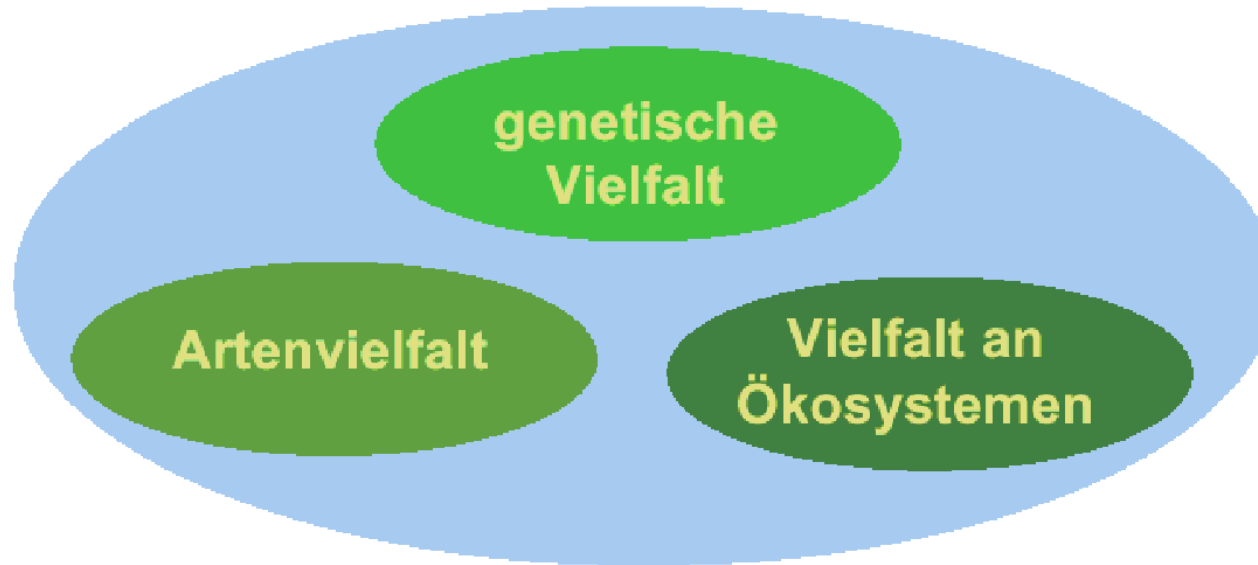 genetische
Vielfalt
Artenvielfalt
Vielfalt an
Ökosystemen